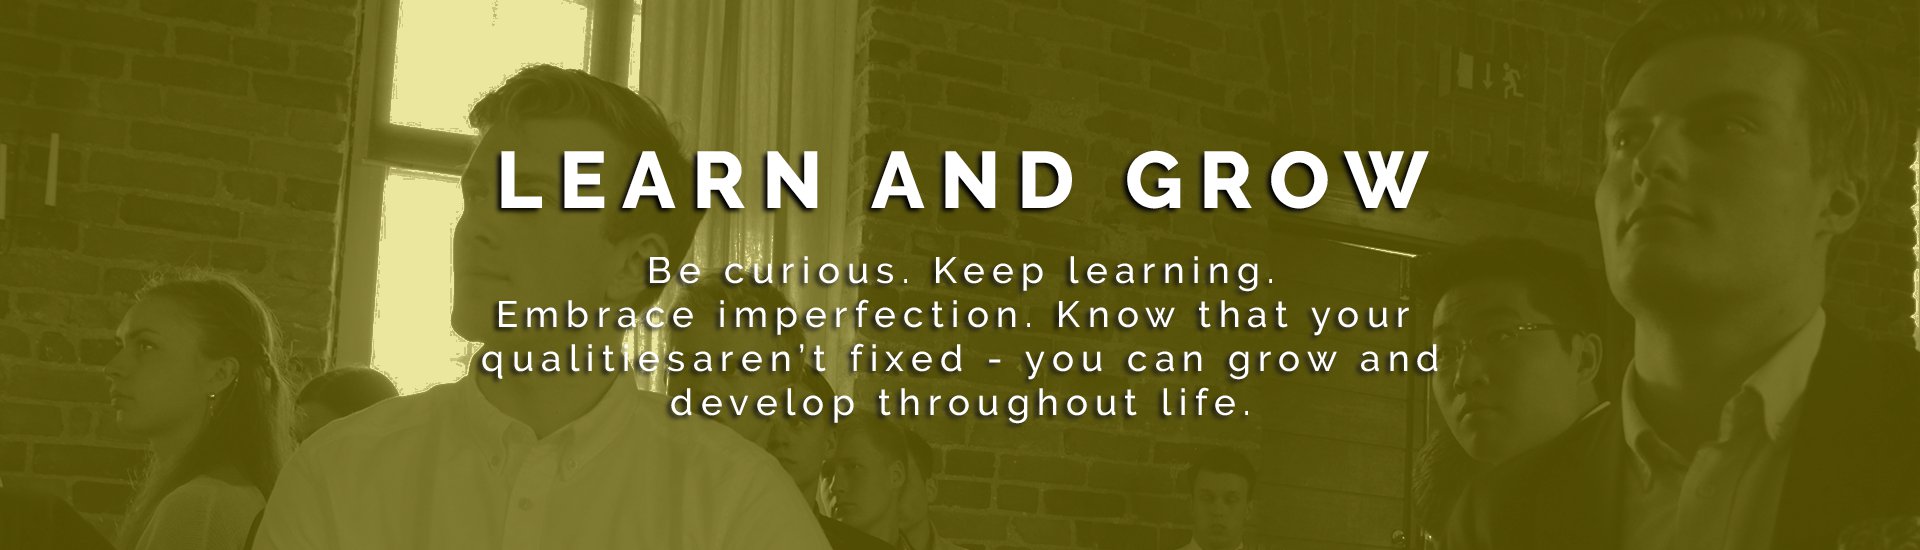 LEARN AND GROW
Be curious. Keep learning.
Embrace imperfection. Know that your
qualitiesaren’t fixed - you can grow and
develop throughout life.